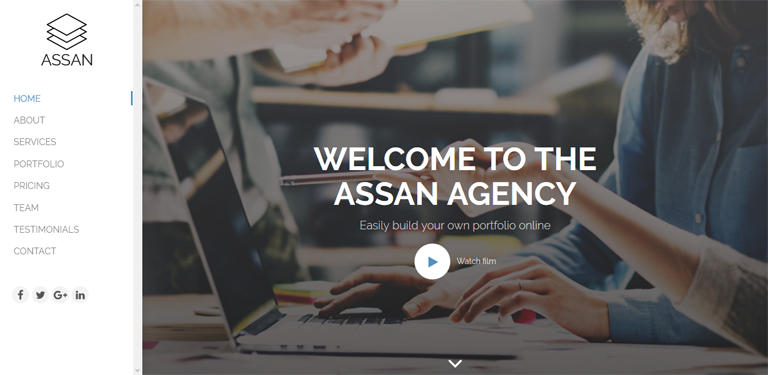 ASSAN
HOME
ABOUT
SERVICES
PORTFOLIO
PRICING
TEAM
TESTIMONIALS
CONTACT
f G+ in
WELCOME TO THE
ASSAN AGENCY
Easily build your own portfolio online
Watch film